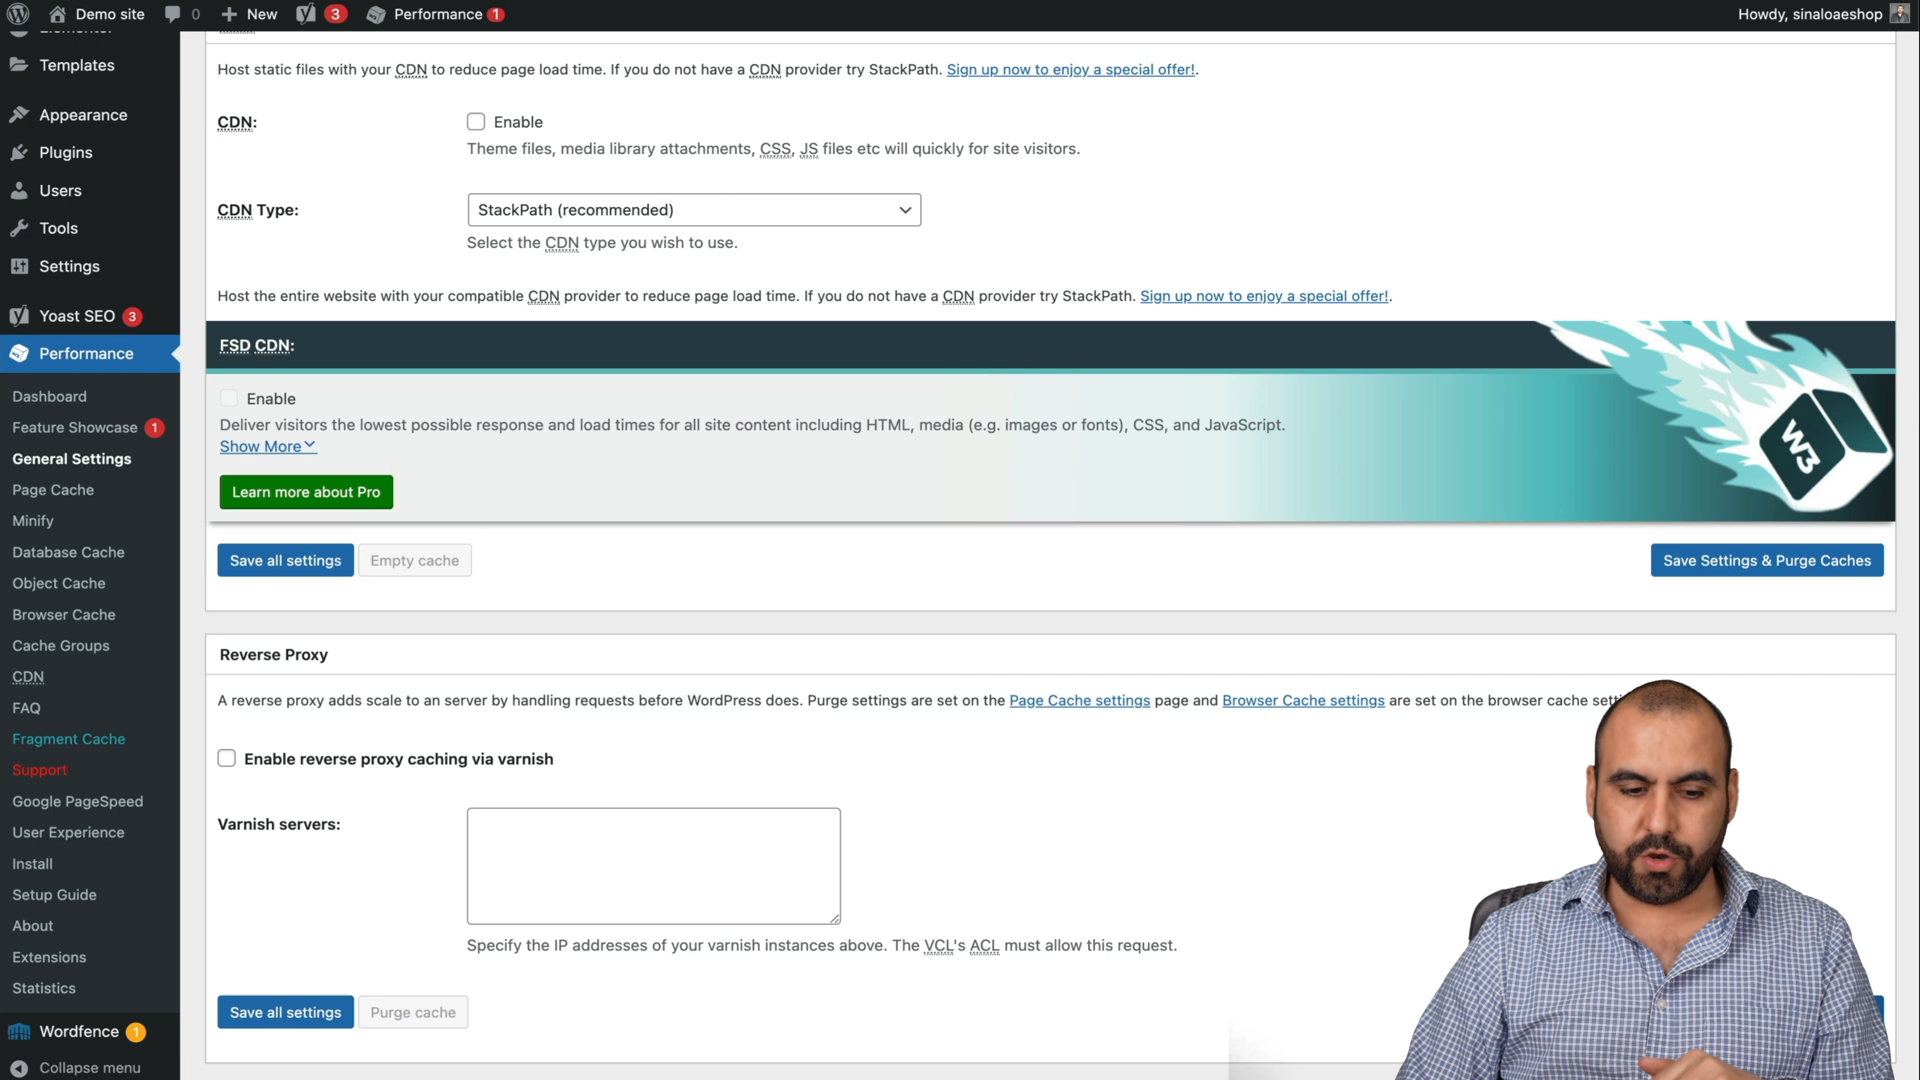 Demo site 0 New 3 Performance 1
Howdy, sinaloaeshop
Elementor
Templates
Appearance
Plugins
Users
Tools
Settings
Yoast SEO 3
Performance
Dashboard
Feature Showcase 1
General Settings
Page Cache
Minify
Database Cache
Object Cache
Browser Cache
Cache Groups
CDN
FAQ
Fragment Cache
Support
Google PageSpeed
User Experience
Install
Setup Guide
About
Extensions
Statistics
Wordfence 1
Collapse menu
Host static files with your CDN to reduce page load time. If you do not have a CDN provider try StackPath. Sign up now to enjoy a special offer!.
CDN: Enable
Theme files, media library attachments, CSS, JS files etc will quickly for site visitors.
CDN Type: StackPath (recommended)
Select the CDN type you wish to use.
Host the entire website with your compatible CDN provider to reduce page load time. If you do not have a CDN provider try StackPath. Sign up now to enjoy a special offer!.
FSD CDN:
Enable
Deliver visitors the lowest possible response and load times for all site content including HTML, media (e.g. images or fonts), CSS, and JavaScript.
Show More
Learn more about Pro
W3
Save all settings Empty cache Save Settings & Purge Caches
Reverse Proxy
A reverse proxy adds scale to an server by handling requests before WordPress does. Purge settings are set on the Page Cache settings page and Browser Cache settings are set on the browser cache
Enable reverse proxy caching via varnish
Varnish servers:
Specify the IP addresses of your varnish instances above. The VCL's ACL must allow this request.
Save all settings Purge cache